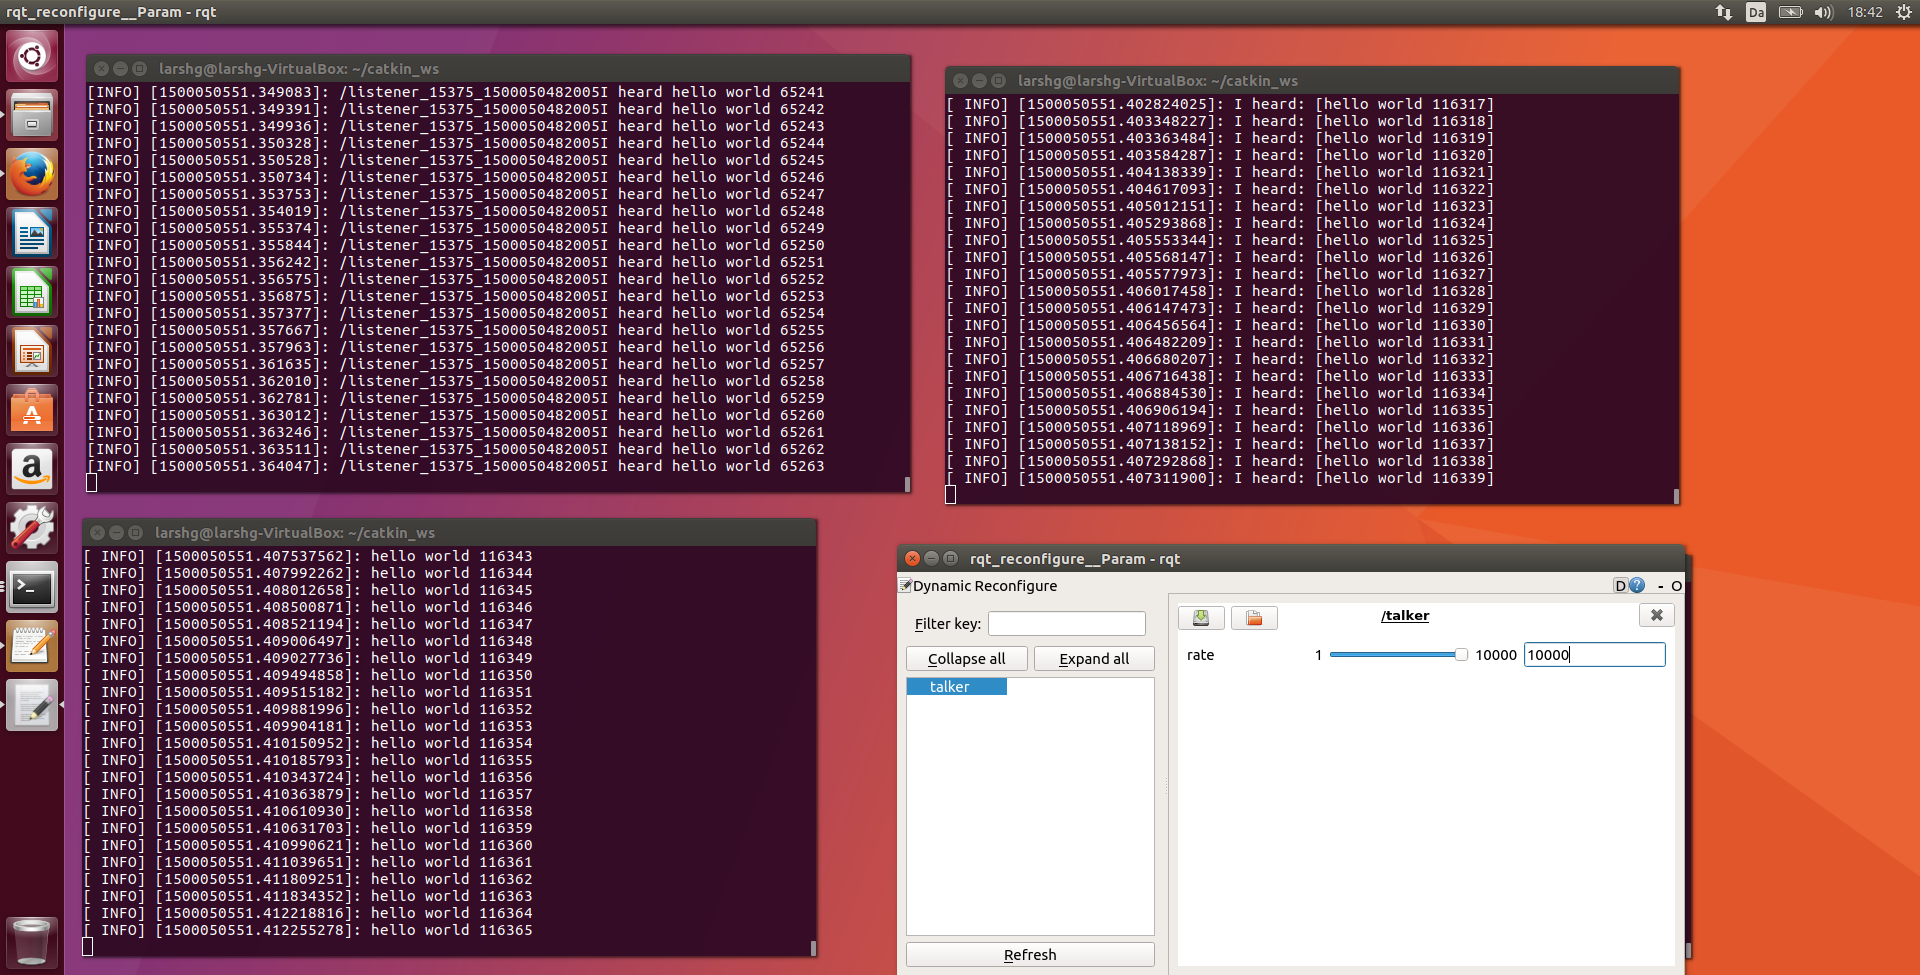 rqt_reconfigure__Param - rqt
Da
18:42
larshg@larshg-VirtualBox: ~/catkin_ws
[INFO] [1500050551.349083]: /listener_15375_1500050482005I heard hello world 65241
[INFO] [1500050551.349391]: /listener_15375_1500050482005I heard hello world 65242
[INFO] [1500050551.349936]: /listener_15375_1500050482005I heard hello world 65243
[INFO] [1500050551.350328]: /listener_15375_1500050482005I heard hello world 65244
[INFO] [1500050551.350528]: /listener_15375_1500050482005I heard hello world 65245
[INFO] [1500050551.350734]: /listener_15375_1500050482005I heard hello world 65246
[INFO] [1500050551.353753]: /listener_15375_1500050482005I heard hello world 65247
[INFO] [1500050551.354019]: /listener_15375_1500050482005I heard hello world 65248
[INFO] [1500050551.355374]: /listener_15375_1500050482005I heard hello world 65249
[INFO] [1500050551.355844]: /listener_15375_1500050482005I heard hello world 65250
[INFO] [1500050551.356242]: /listener_15375_1500050482005I heard hello world 65251
[INFO] [1500050551.356575]: /listener_15375_1500050482005I heard hello world 65252
[INFO] [1500050551.356875]: /listener_15375_1500050482005I heard hello world 65253
[INFO] [1500050551.357377]: /listener_15375_1500050482005I heard hello world 65254
[INFO] [1500050551.357667]: /listener_15375_1500050482005I heard hello world 65255
[INFO] [1500050551.357963]: /listener_15375_1500050482005I heard hello world 65256
[INFO] [1500050551.361635]: /listener_15375_1500050482005I heard hello world 65257
[INFO] [1500050551.362010]: /listener_15375_1500050482005I heard hello world 65258
[INFO] [1500050551.362781]: /listener_15375_1500050482005I heard hello world 65259
[INFO] [1500050551.363012]: /listener_15375_1500050482005I heard hello world 65260
[INFO] [1500050551.363246]: /listener_15375_1500050482005I heard hello world 65261
[INFO] [1500050551.363511]: /listener_15375_1500050482005I heard hello world 65262
[INFO] [1500050551.364047]: /listener_15375_1500050482005I heard hello world 65263
larshg@larshg-VirtualBox: ~/catkin_ws
[ INFO] [1500050551.402824025]: I heard: [hello world 116317]
[ INFO] [1500050551.403348227]: I heard: [hello world 116318]
[ INFO] [1500050551.403363484]: I heard: [hello world 116319]
[ INFO] [1500050551.403584287]: I heard: [hello world 116320]
[ INFO] [1500050551.404138339]: I heard: [hello world 116321]
[ INFO] [1500050551.404617093]: I heard: [hello world 116322]
[ INFO] [1500050551.405012151]: I heard: [hello world 116323]
[ INFO] [1500050551.405293868]: I heard: [hello world 116324]
[ INFO] [1500050551.405553344]: I heard: [hello world 116325]
[ INFO] [1500050551.405568147]: I heard: [hello world 116326]
[ INFO] [1500050551.405577973]: I heard: [hello world 116327]
[ INFO] [1500050551.406017458]: I heard: [hello world 116328]
[ INFO] [1500050551.406147473]: I heard: [hello world 116329]
[ INFO] [1500050551.406456564]: I heard: [hello world 116330]
[ INFO] [1500050551.406482209]: I heard: [hello world 116331]
[ INFO] [1500050551.406680207]: I heard: [hello world 116332]
[ INFO] [1500050551.406716438]: I heard: [hello world 116333]
[ INFO] [1500050551.406884530]: I heard: [hello world 116334]
[ INFO] [1500050551.406906194]: I heard: [hello world 116335]
[ INFO] [1500050551.407118969]: I heard: [hello world 116336]
[ INFO] [1500050551.407138152]: I heard: [hello world 116337]
[ INFO] [1500050551.407292868]: I heard: [hello world 116338]
[ INFO] [1500050551.407311900]: I heard: [hello world 116339]
larshg@larshg-VirtualBox: ~/catkin_ws
[ INFO] [1500050551.407537562]: hello world 116343
[ INFO] [1500050551.407992262]: hello world 116344
[ INFO] [1500050551.408012658]: hello world 116345
[ INFO] [1500050551.408500871]: hello world 116346
[ INFO] [1500050551.408521194]: hello world 116347
[ INFO] [1500050551.409006497]: hello world 116348
[ INFO] [1500050551.409027736]: hello world 116349
[ INFO] [1500050551.409494858]: hello world 116350
[ INFO] [1500050551.409515182]: hello world 116351
[ INFO] [1500050551.409881996]: hello world 116352
[ INFO] [1500050551.409904181]: hello world 116353
[ INFO] [1500050551.410150952]: hello world 116354
[ INFO] [1500050551.410185793]: hello world 116355
[ INFO] [1500050551.410343724]: hello world 116356
[ INFO] [1500050551.410363879]: hello world 116357
[ INFO] [1500050551.410610930]: hello world 116358
[ INFO] [1500050551.410631703]: hello world 116359
[ INFO] [1500050551.410990621]: hello world 116360
[ INFO] [1500050551.411039651]: hello world 116361
[ INFO] [1500050551.411809251]: hello world 116362
[ INFO] [1500050551.411834352]: hello world 116363
[ INFO] [1500050551.412218816]: hello world 116364
[ INFO] [1500050551.412255278]: hello world 116365
rqt_reconfigure__Param - rqt
Dynamic Reconfigure
D ? - O
Filter key:
Collapse all
Expand all
talker
Refresh
/talker
rate 1 10000 10000